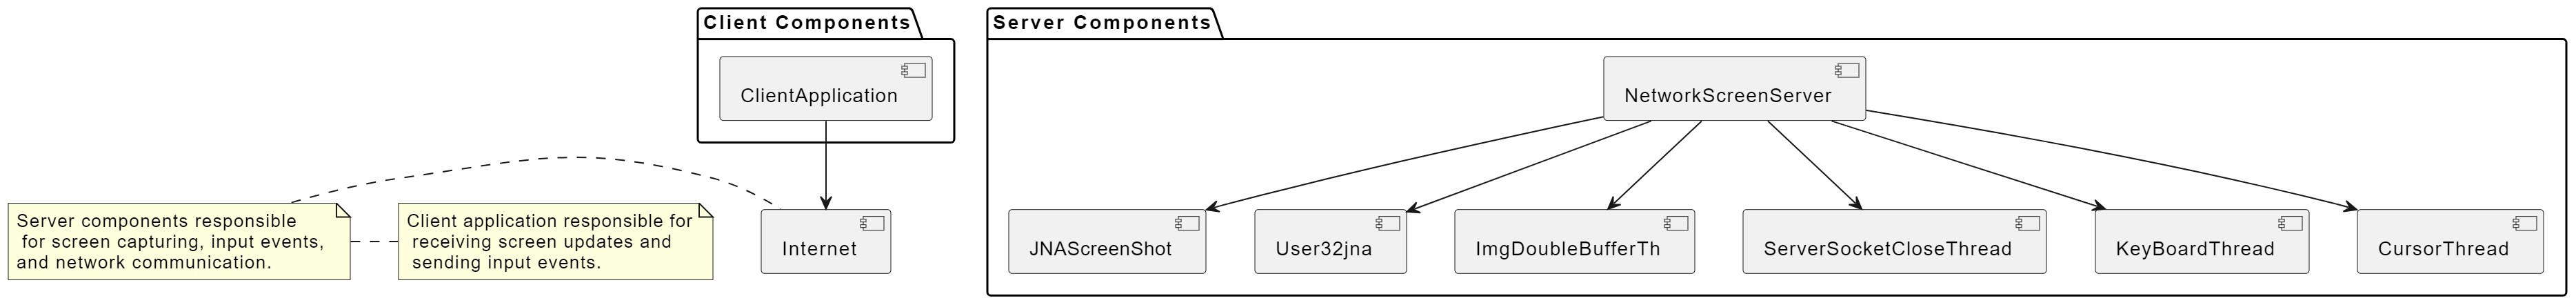 Client Components
ClientApplication
Server components responsible
for screen capturing, input events,
and network communication.
Client application responsible for
receiving screen updates and
sending input events.
Internet
Server Components
NetworkScreenServer
JNAScreenShot
User32jna
ImgDoubleBufferTh
ServerSocketCloseThread
KeyBoardThread
CursorThread